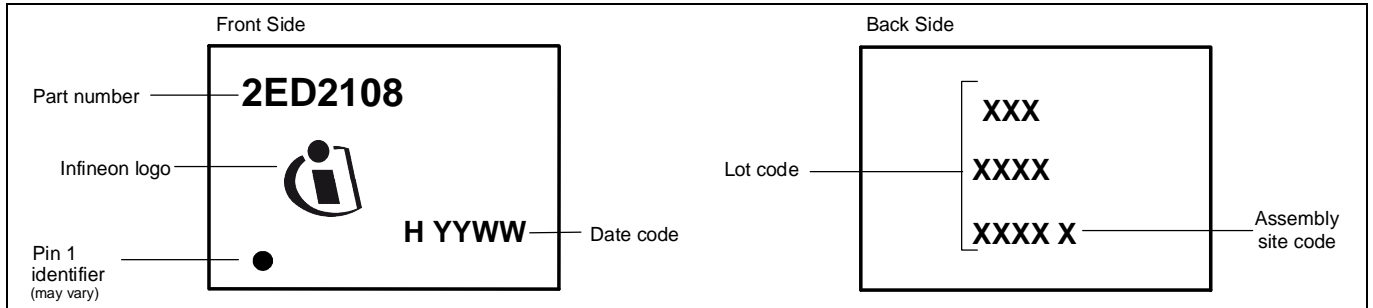 Front Side
Part number
2ED2108
Infineon logo
H YYWW
Date code
Pin 1
identifier
(may vary)
Back Side
XXX
Lot code
XXXX
XXXX X
Assembly
site code